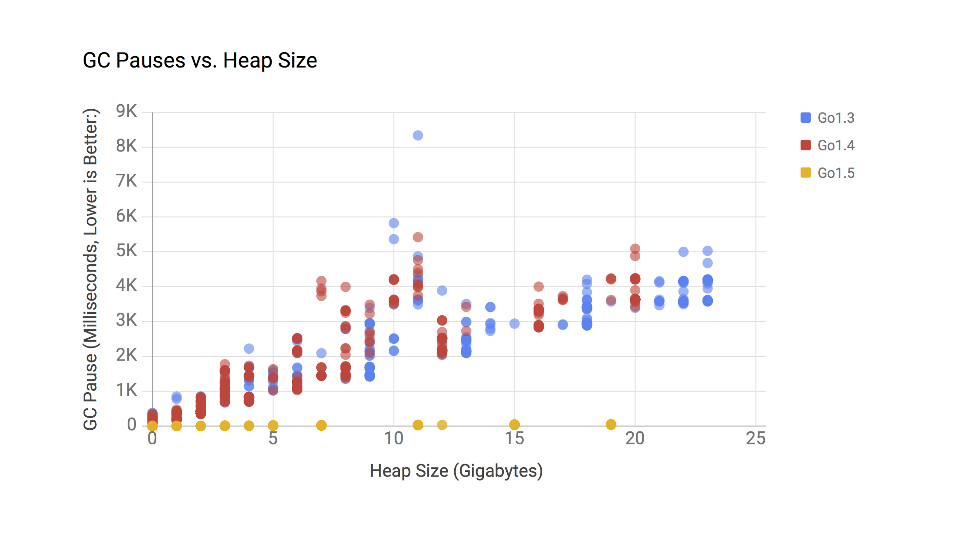 GC Pauses vs. Heap Size
GC Pause (Milliseconds, Lower is Better:)
9K
8K
7K
6K
5K
4K
3K
2K
1K
0
0 5 10 15 20 25
Heap Size (Gigabytes)
Go1.3
Go1.4
Go1.5